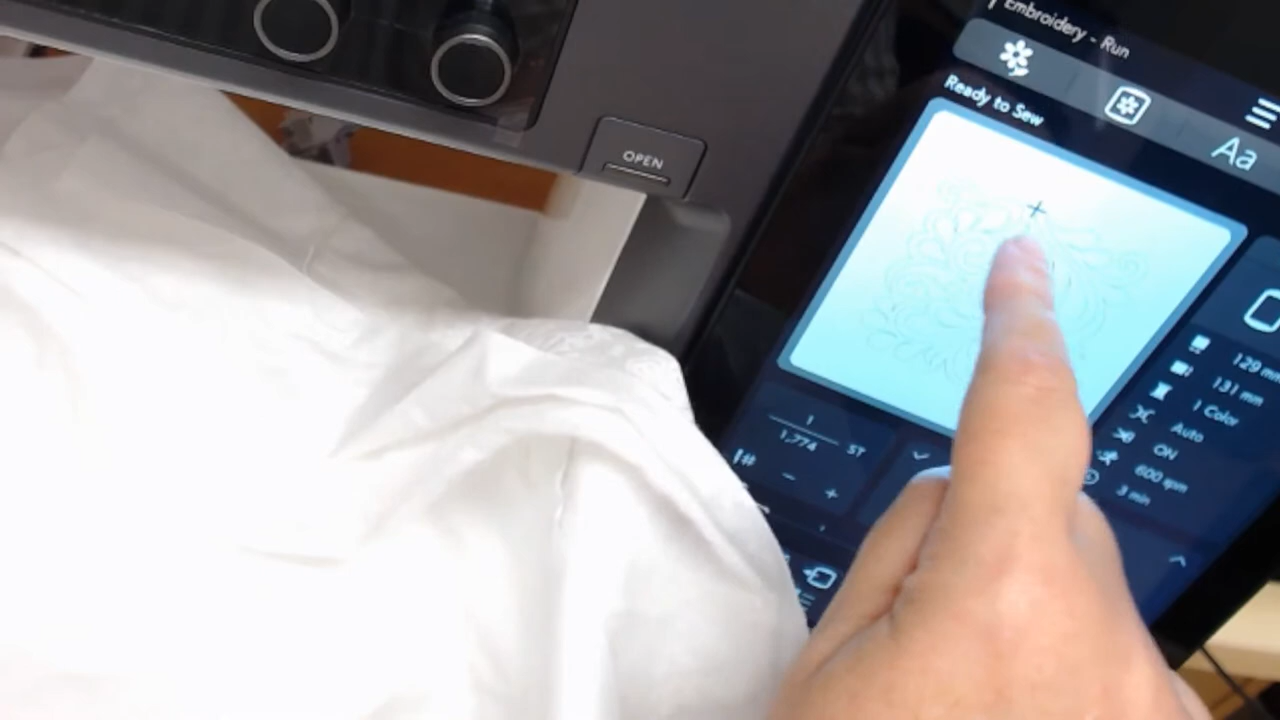 Embroidery - Run
Ready to Sew
Aa
OPEN
129 mm
131 mm
1 Color
Auto
ON
600 spm
3 min
1
1,774
ST